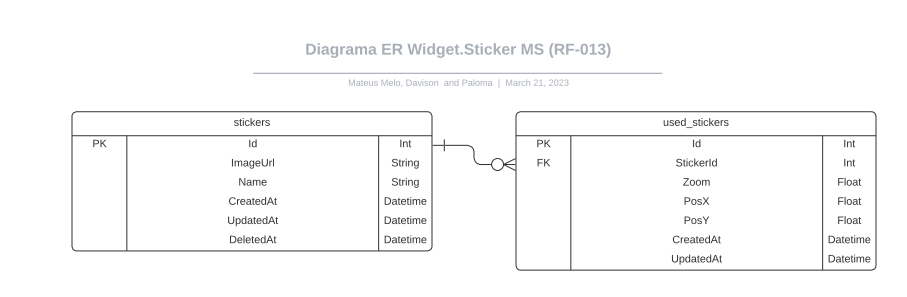 Diagrama ER Widget.Sticker MS (RF-013)
Mateus Melo, Davison and Paloma | March 21, 2023
stickers
PK Id Int
ImageUrl String
Name String
CreatedAt Datetime
UpdatedAt Datetime
DeletedAt Datetime
used_stickers
PK Id Int
FK StickerId Int
Zoom Float
PosX Float
PosY Float
CreatedAt Datetime
UpdatedAt Datetime